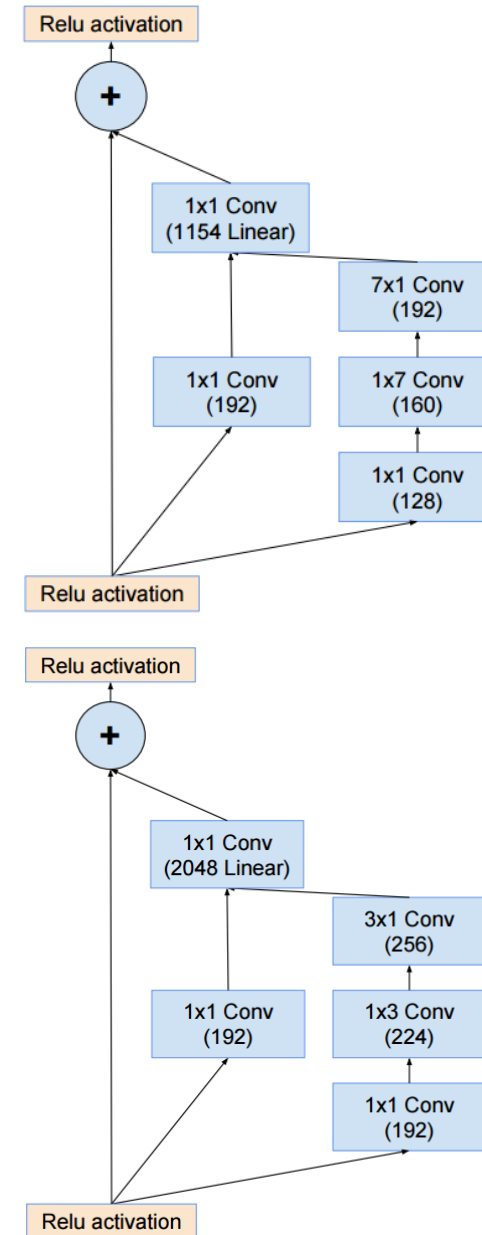 Relu activation
+
1x1 Conv
(1154 Linear)
7x1 Conv
(192)
1x1 Conv
(192)
1x7 Conv
(160)
1x1 Conv
(128)
Relu activation
Relu activation
+
1x1 Conv
(2048 Linear)
3x1 Conv
(256)
1x1 Conv
(192)
1x3 Conv
(224)
1x1 Conv
(192)
Relu activation